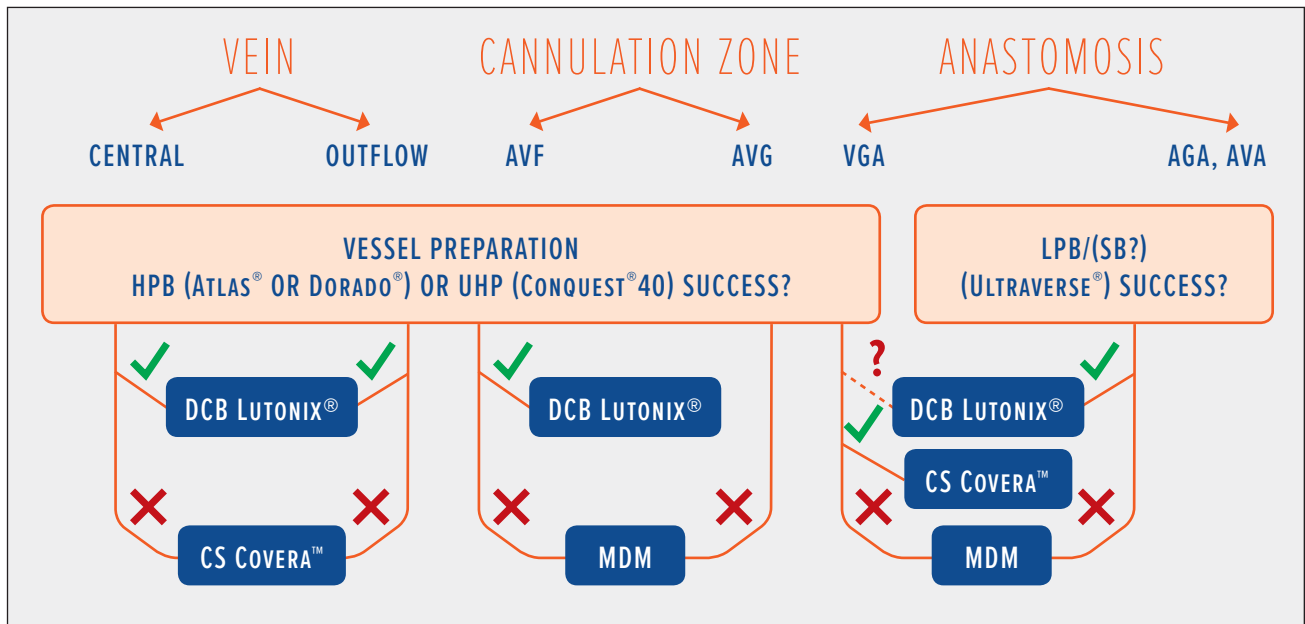 VEIN
CANNULATION ZONE
ANASTOMOSIS
CENTRAL
OUTFLOW
AVF
AVG
VGA
AGA, AVA
VESSEL PREPARATION
HPB (ATLAS® OR DORADO®) OR UHP (CONQUEST®40) SUCCESS?
LPB/(SB?)
(ULTRAVERSE®) SUCCESS?
?
DCB LUTONIX®
DCB LUTONIX®
DCB LUTONIX®
CS COVERA™
CS COVERA™
MDM
MDM